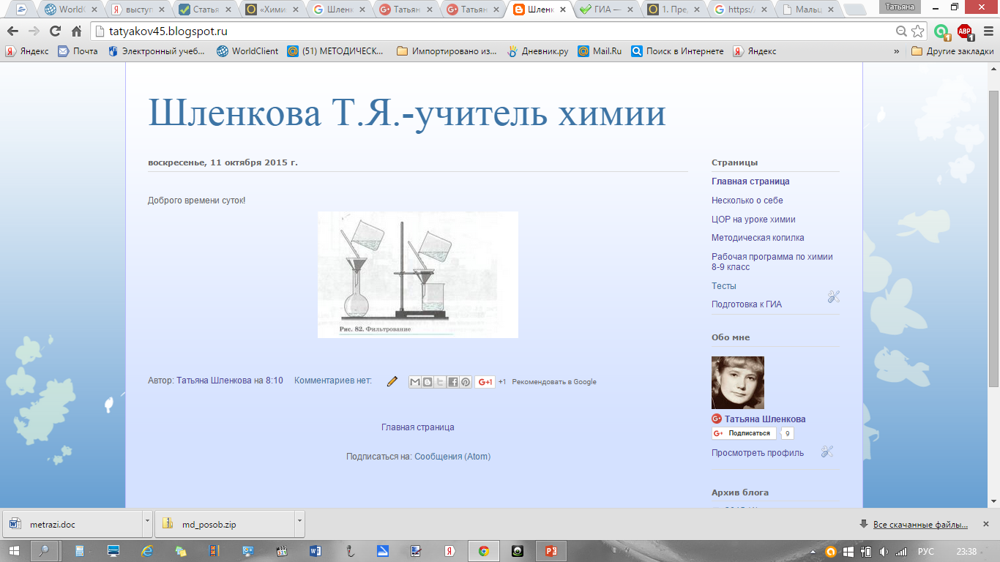 WorldC
высту
Статья
«Хими
Шленк
Татьян
Татьян
Шленк
ГИА —
1. Пре
https:/
Мальц
Татьяна
tatyakov45.blogspot.ru
Яндекс
Почта
Электронный учеб...
WorldClient
(51) МЕТОДИЧЕСК...
Импортировано из...
Дневник.ру
Mail.Ru
Поиск в Интернете
Яндекс
»
Другие закладки
Шленкова Т.Я.-учитель химии
воскресенье, 11 октября 2015 г.
Доброго времени суток!
Рис. 82. Фильтрование
Автор: Татьяна Шленкова на 8:10 Комментариев нет:
G+1 +1 Рекомендовать в Google
Главная страница
Подписаться на: Сообщения (Atom)
Страницы
Главная страница
Несколько о себе
ЦОР на уроке химии
Методическая копилка
Рабочая программа по химии
8-9 класс
Тесты
Подготовка к ГИА
Обо мне
Татьяна Шленкова
G+ Подписаться 9
Просмотреть профиль
Архив блога
metrazi.doc
md_posob.zip
Все скачанные файлы...
РУС
23:38